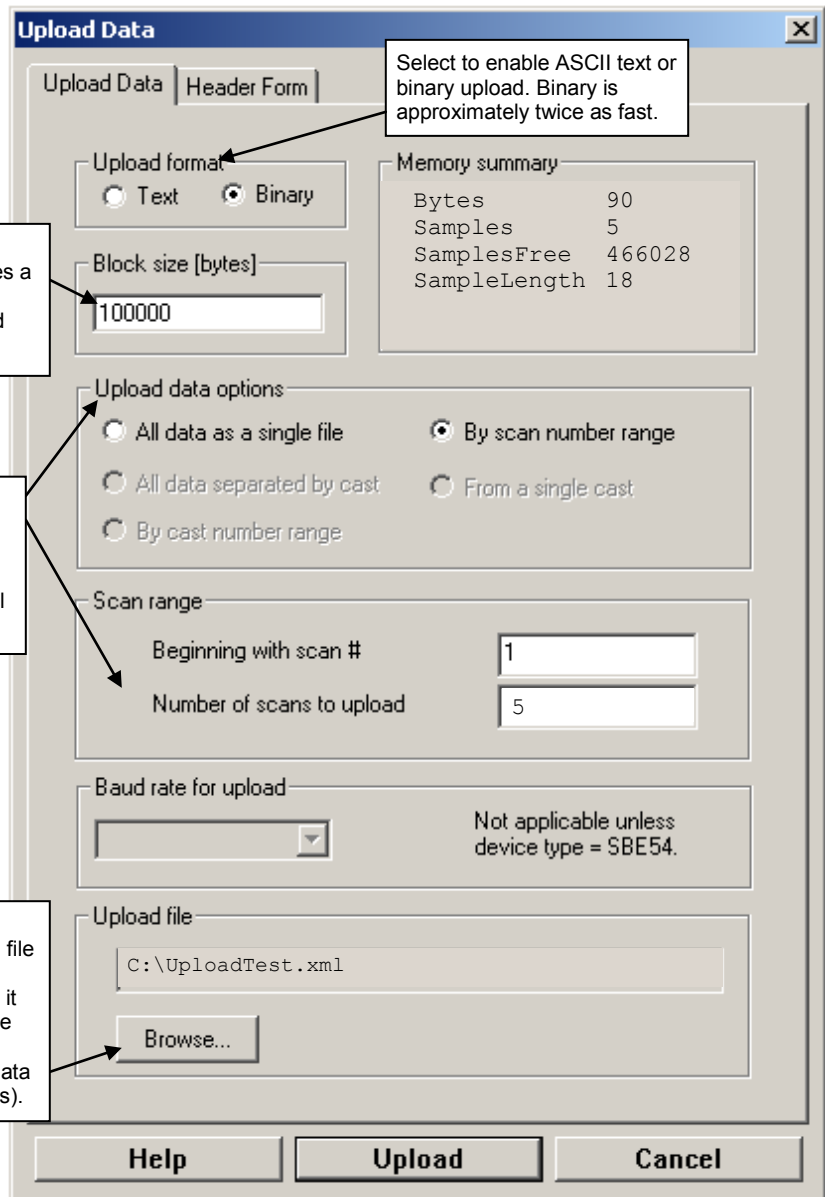 Upload Data
Select to enable ASCII text or
binary upload. Binary is
approximately twice as fast.
Upload Data
Header Form
Upload format
Text
Binary
Memory summary
Bytes 90
Samples 5
SamplesFree 466028
SampleLength 18
a
Block size [bytes]
100000
Upload data options
All data as a single file
By scan number range
All data separated by cast
From a single cast
By cast number range
Scan range
Beginning with scan #
1
Number of scans to upload
5
Baud rate for upload
Not applicable unless
device type = SBE54.
Upload file
file
C:\UploadTest.xml
it
Browse...
Help
Upload
Cancel